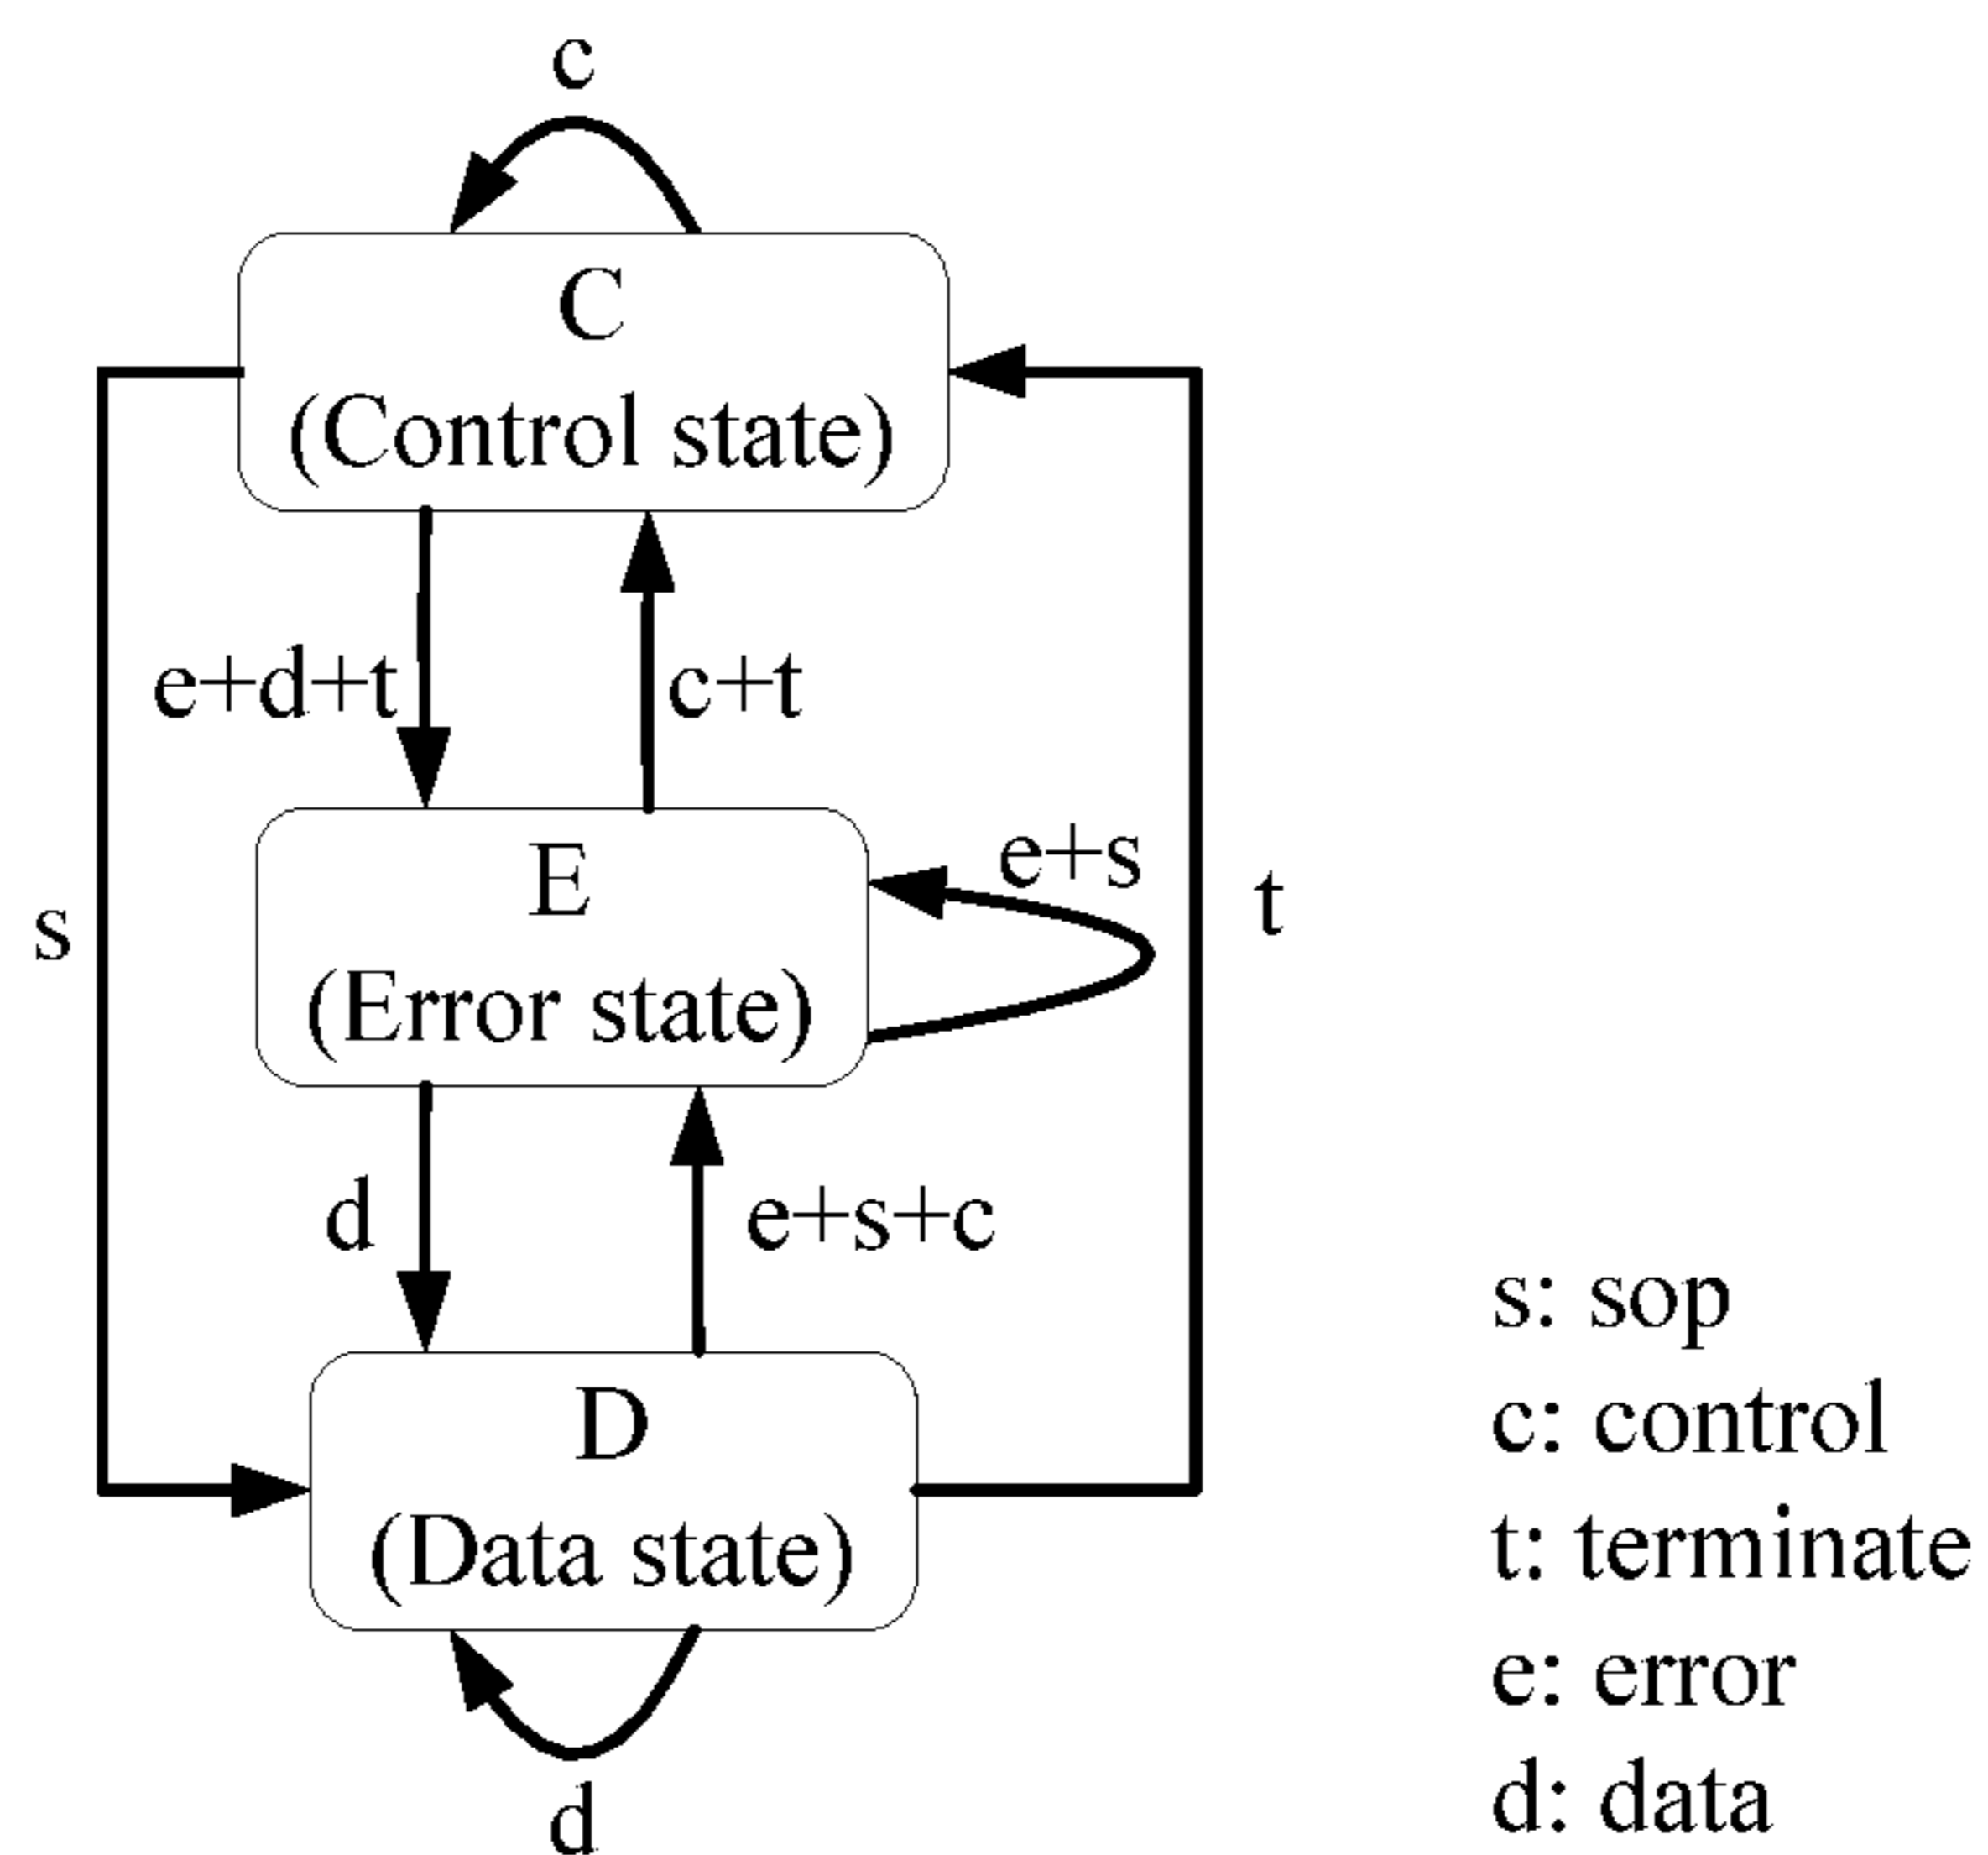 c
C
(Control state)
e+d+t
c+t
E
(Error state)
e+s
s
t
d
e+s+c
D
(Data state)
d
s: sop
c: control
t: terminate
e: error
d: data